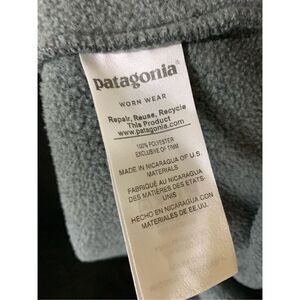 patagonia®
WORN WEAR
Repair, Reuse, Recycle
This Product
www.patagonia.com
100% POLYESTER
EXCLUSIVE OF TRIM
MADE IN NICARAGUA OF U.S.
MATERIALS
FABRIQUÉ AU NICARAGUA
DES MATIÈRES DES ETATS-
UNIS
HECHO EN NICARAGUA CON
MATERIALES DE EE.UU.